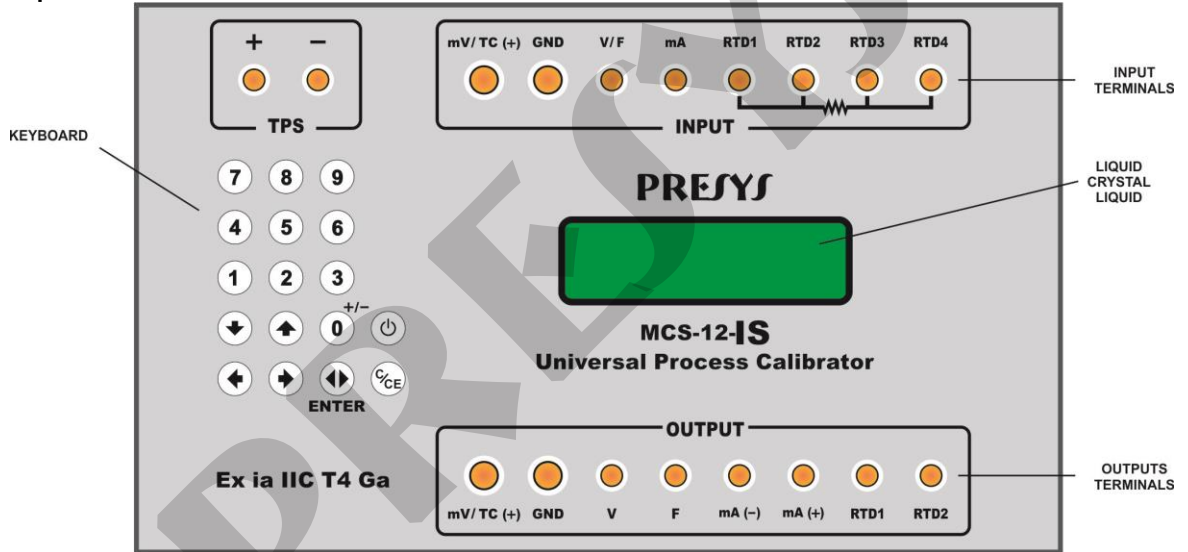 + −
TPS
mV/ TC (+) GND V/F mA RTD1 RTD2 RTD3 RTD4
INPUT
INPUT
TERMINALS
KEYBOARD
7 8 9
4 5 6
1 2 3
+/−
0
C/CE
ENTER
PRESYS
LIQUID
CRYSTAL
LIQUID
MCS-12-IS
Universal Process Calibrator
Ex ia IIC T4 Ga
OUTPUT
mV/ TC (+) GND V F mA (−) mA (+) RTD1 RTD2
OUTPUTS
TERMINALS
PRESYS